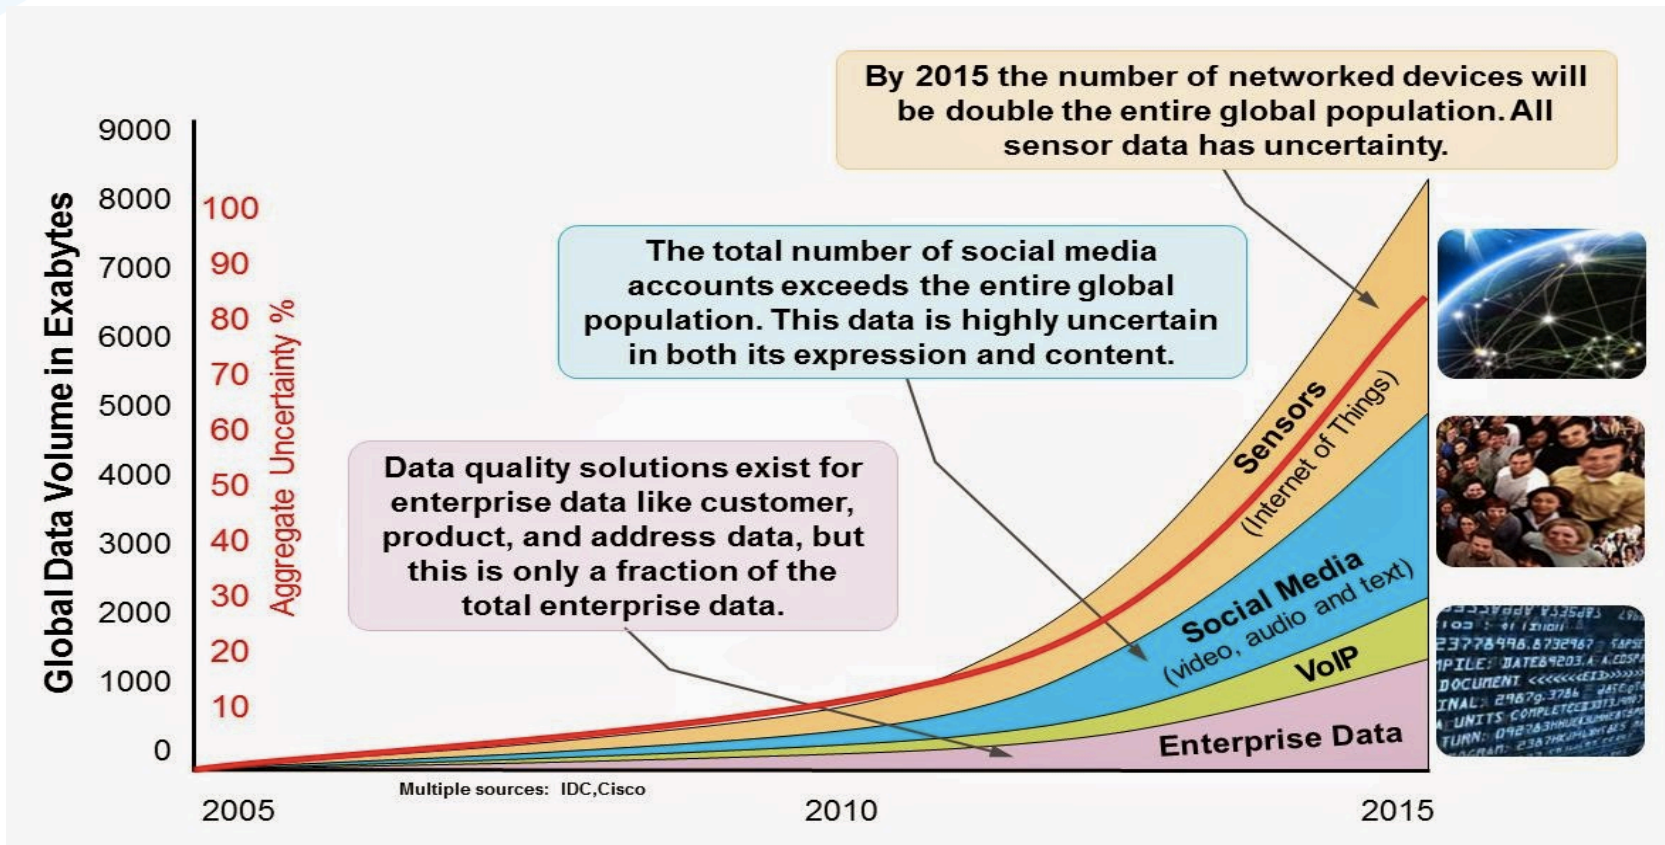 By 2015 the number of networked devices will
be double the entire global population. All
sensor data has uncertainty.
The total number of social media
accounts exceeds the entire global
population. This data is highly uncertain
in both its expression and content.
Data quality solutions exist for
enterprise data like customer,
product, and address data, but
this is only a fraction of the
total enterprise data.
Global Data Volume in Exabytes
9000
8000
7000
6000
5000
4000
3000
2000
1000
0
Aggregate Uncertainty %
100
90
80
70
60
50
40
30
20
10
Sensors
(Internet of Things)
Social Media
(video, audio and text)
VoIP
Enterprise Data
Multiple sources: IDC,Cisco
2005
2010
2015
DOCUMENT
UNITS